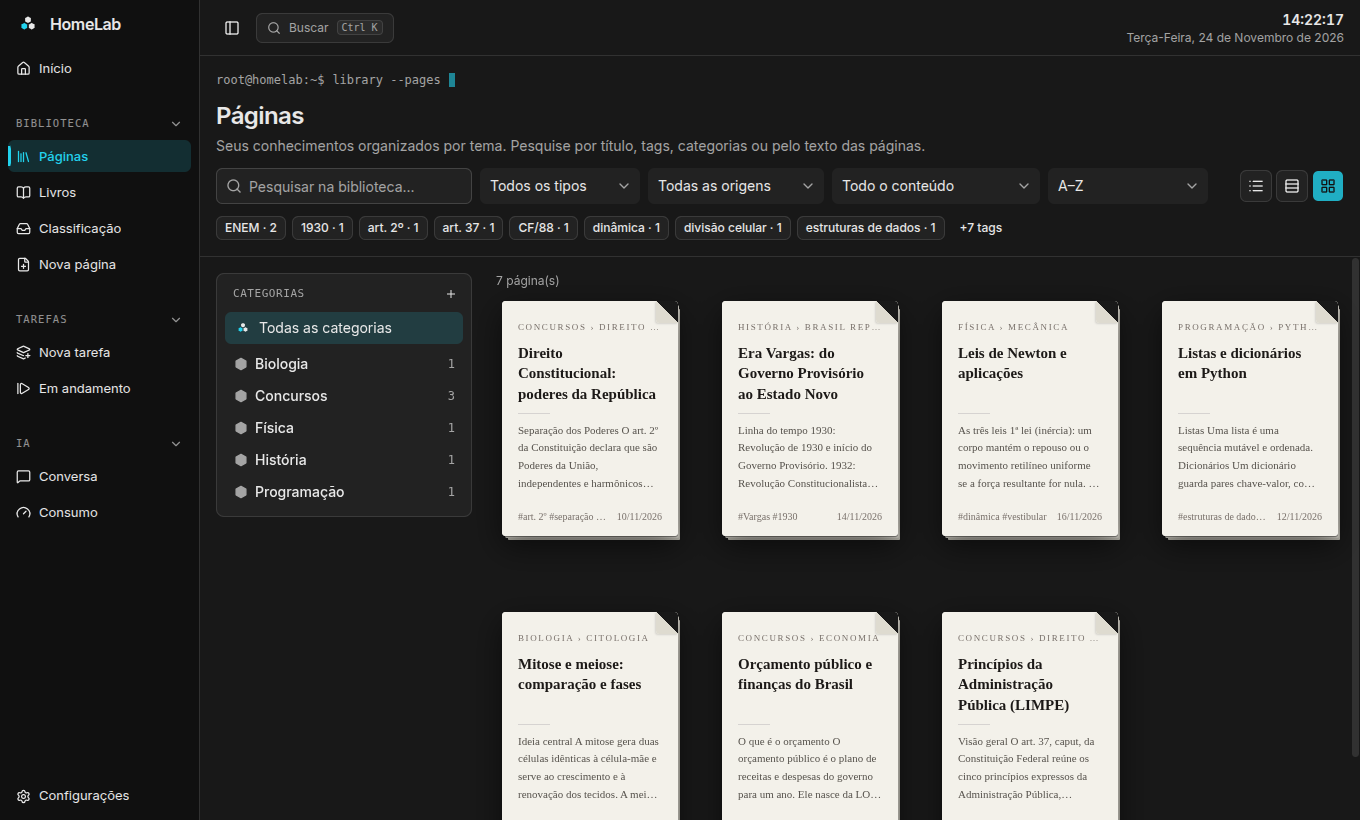 HomeLab
Início
BIBLIOTECA
Páginas
Livros
Classificação
Nova página
TAREFAS
Nova tarefa
Em andamento
IA
Conversa
Consumo
Configurações
Buscar Ctrl K
14:22:17
Terça-Feira, 24 de Novembro de 2026
root@homelab:~$ library --pages
Páginas
Seus conhecimentos organizados por tema. Pesquise por título, tags, categorias ou pelo texto das páginas.
Pesquisar na biblioteca...
Todos os tipos
Todas as origens
Todo o conteúdo
A–Z
ENEM · 2
1930 · 1
art. 2º · 1
art. 37 · 1
CF/88 · 1
dinâmica · 1
divisão celular · 1
estruturas de dados · 1
+7 tags
CATEGORIAS +
Todas as categorias
Biologia 1
Concursos 3
Física 1
História 1
Programação 1
7 página(s)
CONCURSOS › DIREITO ...
Direito
Constitucional:
poderes da República
Separação dos Poderes O art. 2º
da Constituição declara que são
Poderes da União,
independentes e harmônicos…
#art. 2º #separação … 10/11/2026
HISTÓRIA › BRASIL REP...
Era Vargas: do
Governo Provisório
ao Estado Novo
Linha do tempo 1930:
Revolução de 1930 e início do
Governo Provisório. 1932:
Revolução Constitucionalista…
#Vargas #1930 14/11/2026
FÍSICA › MECÂNICA
Leis de Newton e
aplicações
As três leis 1ª lei (inércia): um
corpo mantém o repouso ou o
movimento retilíneo uniforme
se a força resultante for nula. …
#dinâmica #vestibular 16/11/2026
PROGRAMAÇÃO › PYTH...
Listas e dicionários
em Python
Listas Uma lista é uma
sequência mutável e ordenada.
Dicionários Um dicionário
guarda pares chave-valor, co…
#estruturas de dado… 12/11/2026
BIOLOGIA › CITOLOGIA
Mitose e meiose:
comparação e fases
Ideia central A mitose gera duas
células idênticas à célula-mãe e
serve ao crescimento e à
renovação dos tecidos. A mei…
CONCURSOS › ECONOMIA
Orçamento público e
finanças do Brasil
O que é o orçamento O
orçamento público é o plano de
receitas e despesas do governo
para um ano. Ele nasce da LO…
CONCURSOS › DIREITO ...
Princípios da
Administração
Pública (LIMPE)
Visão geral O art. 37, caput, da
Constituição Federal reúne os
cinco princípios expressos da
Administração Pública,…